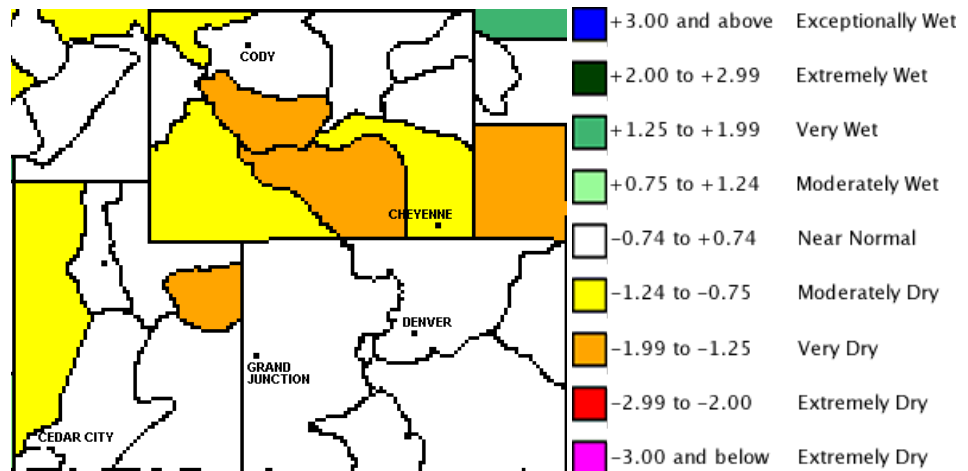 CODY
CHEYENNE
DENVER
GRAND
JUNCTION
CEDAR CITY
+3.00 and above Exceptionally Wet
+2.00 to +2.99 Extremely Wet
+1.25 to +1.99 Very Wet
+0.75 to +1.24 Moderately Wet
-0.74 to +0.74 Near Normal
-1.24 to -0.75 Moderately Dry
-1.99 to -1.25 Very Dry
-2.99 to -2.00 Extremely Dry
-3.00 and below Extremely Dry